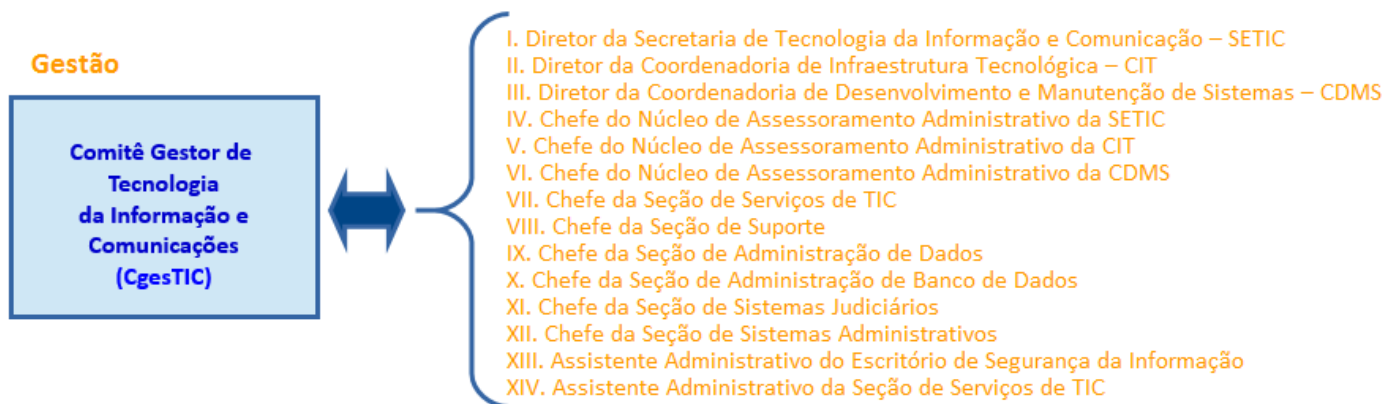 Gestão
Comitê Gestor de
Tecnologia
da Informação e
Comunicações
(CgesTIC)
I. Diretor da Secretaria de Tecnologia da Informação e Comunicação – SETIC
II. Diretor da Coordenadoria de Infraestrutura Tecnológica – CIT
III. Diretor da Coordenadoria de Desenvolvimento e Manutenção de Sistemas – CDMS
IV. Chefe do Núcleo de Assessoramento Administrativo da SETIC
V. Chefe do Núcleo de Assessoramento Administrativo da CIT
VI. Chefe do Núcleo de Assessoramento Administrativo da CDMS
VII. Chefe da Seção de Serviços de TIC
VIII. Chefe da Seção de Suporte
IX. Chefe da Seção de Administração de Dados
X. Chefe da Seção de Administração de Banco de Dados
XI. Chefe da Seção de Sistemas Judiciários
XII. Chefe da Seção de Sistemas Administrativos
XIII. Assistente Administrativo do Escritório de Segurança da Informação
XIV. Assistente Administrativo da Seção de Serviços de TIC